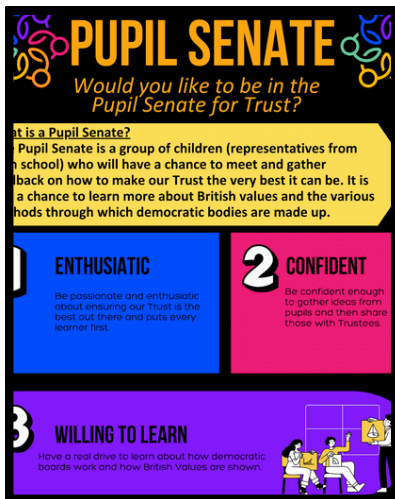 PUPIL SENATE
Would you like to be in the
Pupil Senate for Trust?
at is a Pupil Senate?
Pupil Senate is a group of children (representatives from
school) who will have a chance to meet and gather
back on how to make our Trust the very best it can be. It is
a chance to learn more about British values and the various
hods through which democratic bodies are made up.
ENTHUSIATIC
Be passionate and enthusiatic
about ensuring our Trust is the
best out there and puts every
learner first.
2 CONFIDENT
Be confident enough
to gather ideas from
pupils and then share
those with Trustees.
3 WILLING TO LEARN
Have a real drive to learn about how democratic
boards work and how British Values are shown.